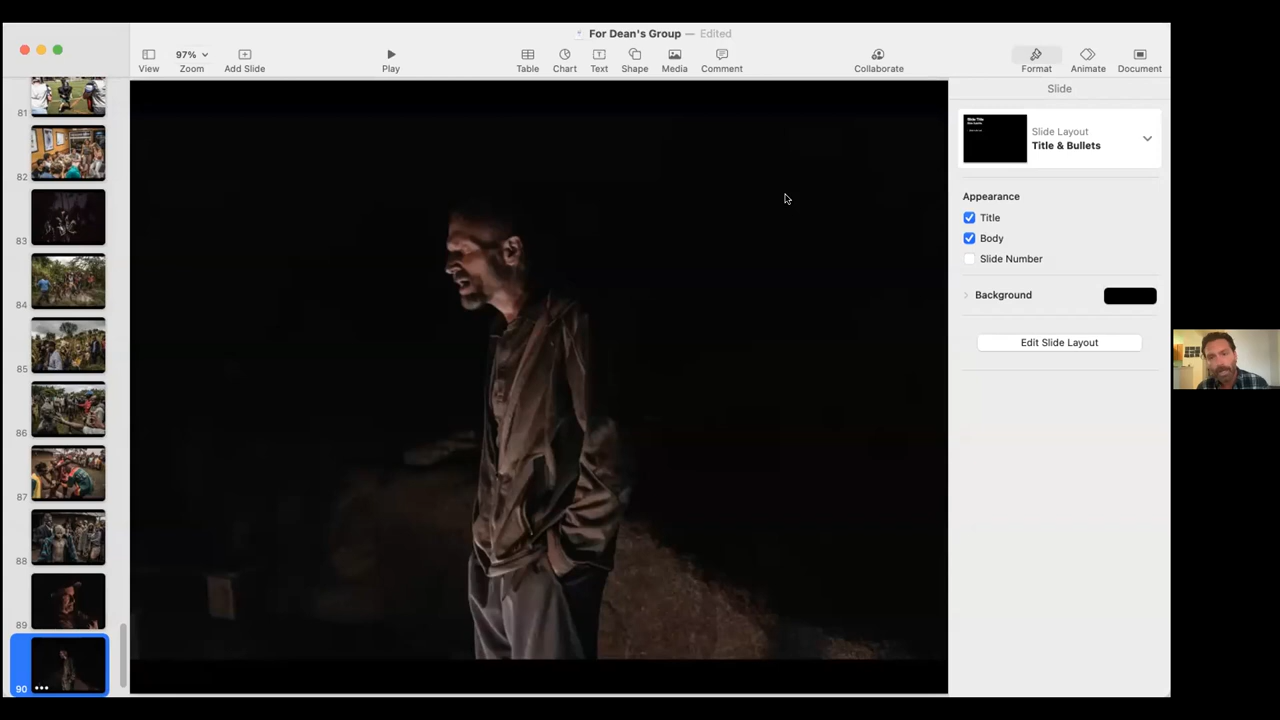 For Dean's Group — Edited
View
97%
Zoom
Add Slide
Play
Table
Chart
Text
Shape
Media
Comment
Collaborate
Format
Animate
Document
Slide
Slide Layout
Title & Bullets
Appearance
Title
Body
Slide Number
Background
Edit Slide Layout
81
82
83
84
85
86
87
88
89
90